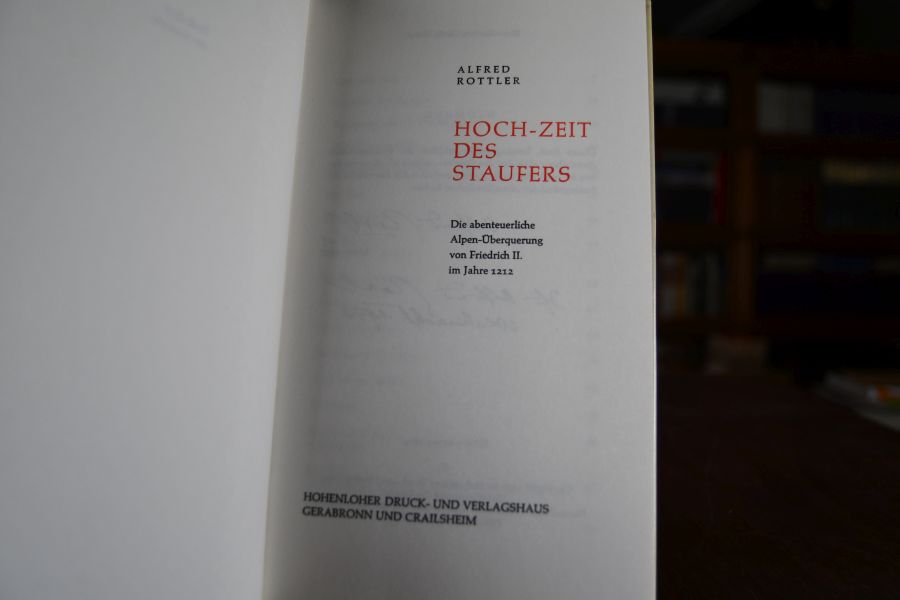 ALFRED
ROTTLER
HOCH-ZEIT
DES
STAUFERS
Die abenteuerliche
Alpen-Überquerung
von Friedrich II.
im Jahre 1212
HOHENLOHER DRUCK- UND VERLAGSHAUS
GERABRONN UND CRAILSHEIM